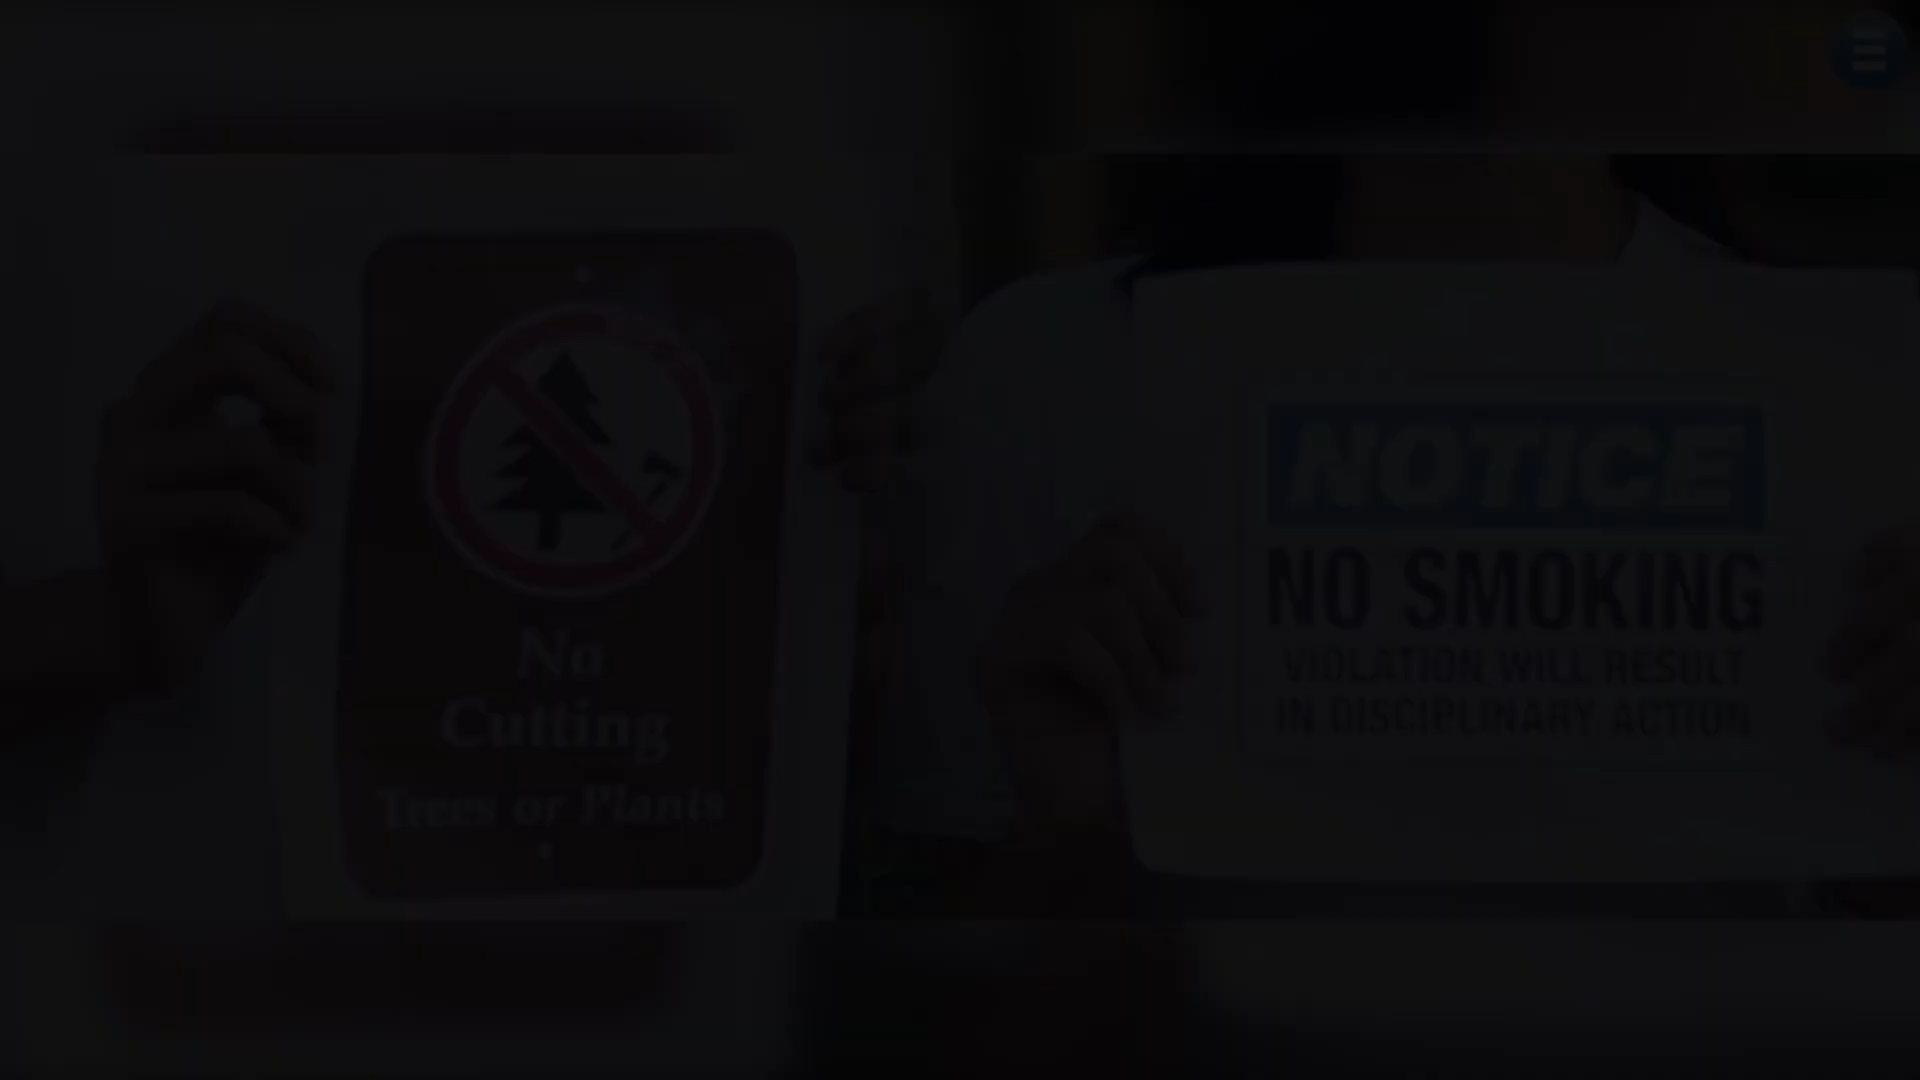 No
Cutting
Trees or Plants
NOTICE
NO SMOKING
VIOLATION WILL RESULT
IN DISCIPLINARY ACTION